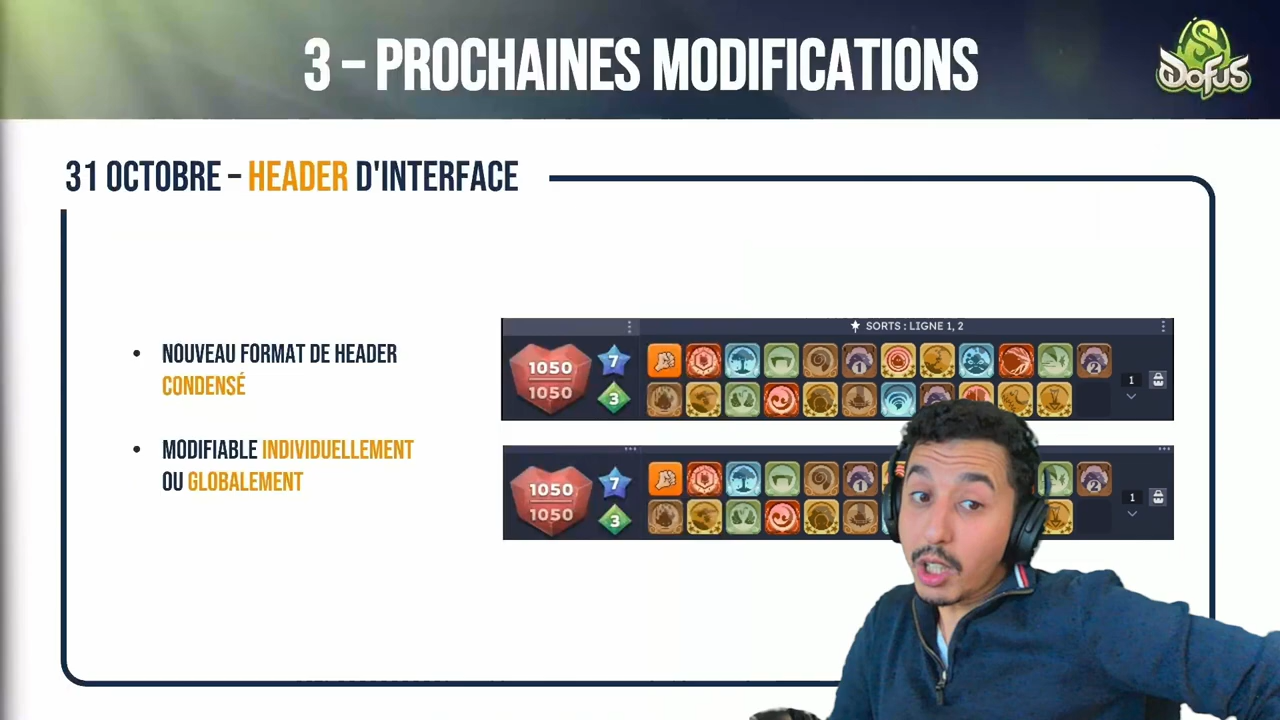 3 – PROCHAINES MODIFICATIONS
DOFUS
31 OCTOBRE – HEADER D'INTERFACE
• NOUVEAU FORMAT DE HEADER
CONDENSÉ
• MODIFIABLE INDIVIDUELLEMENT
OU GLOBALEMENT
SORTS : LIGNE 1, 2
1050
1050
7
3
1
2
1
1050
1050
7
3
1
2
1